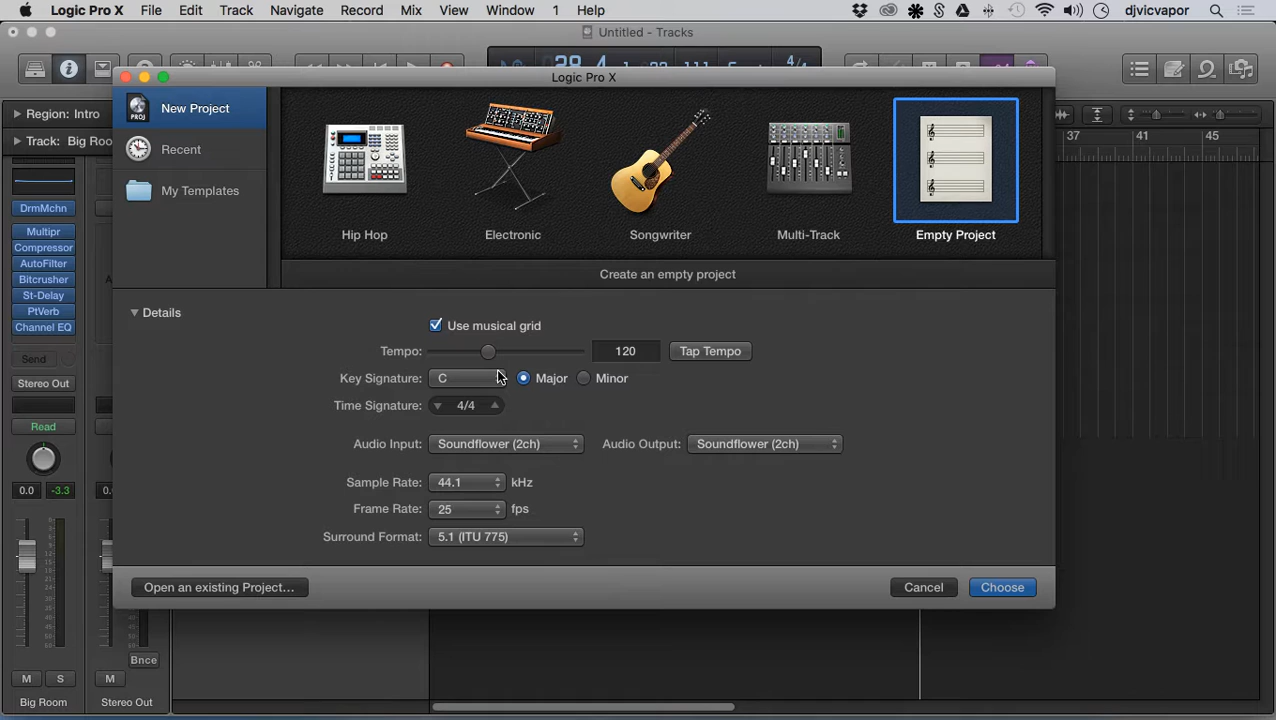 Logic Pro X File Edit Track Navigate Record Mix View Window 1 Help djvicvapor
Untitled - Tracks
4/4
Logic Pro X
Region: Intro
Track: Big Roo
37 41 45
New Project
Recent
My Templates
Hip Hop Electronic Songwriter Multi-Track Empty Project
Create an empty project
Details
Use musical grid
Tempo: 120 Tap Tempo
Key Signature: C Major Minor
Time Signature: 4/4
Audio Input: Soundflower (2ch) Audio Output: Soundflower (2ch)
Sample Rate: 44.1 kHz
Frame Rate: 25 fps
Surround Format: 5.1 (ITU 775)
Open an existing Project... Cancel Choose
DrmMchn
Multipr
Compressor
AutoFilter
Bitcrusher
St-Delay
PtVerb
Channel EQ
Send
Stereo Out
Read
0.0 -3.3 0.0
Bnce
M S M
Big Room Stereo Out